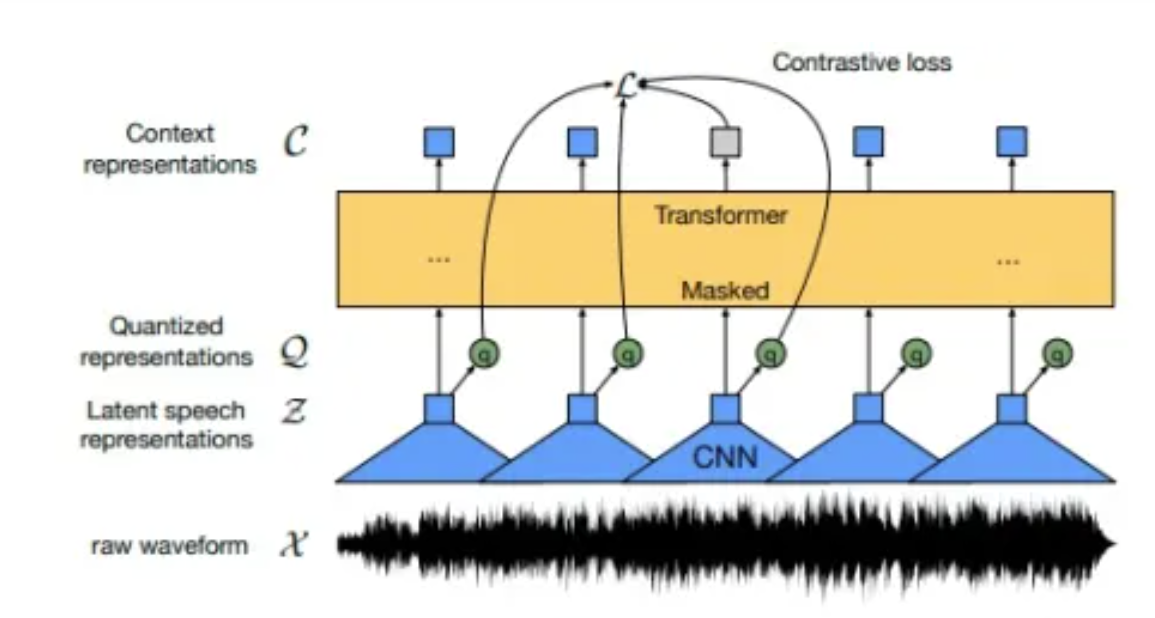 Contrastive loss
ℒ
Context
representations 𝒞
Transformer
... ...
Masked
Quantized
representations 𝒬
q q q q q
Latent speech
representations 𝒵
CNN
raw waveform 𝒳